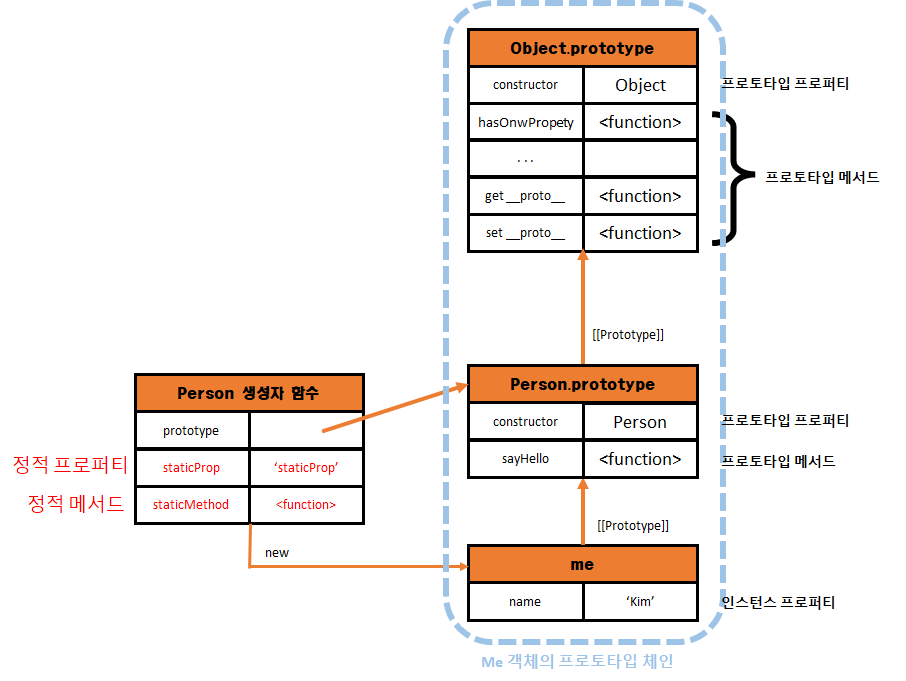 Object.prototype
constructor Object 프로토타입 프로퍼티
hasOnwPropety <function>
... 
프로토타입 메서드
get __proto__ <function>
set __proto__ <function>
[[Prototype]]
Person 생성자 함수
prototype
정적 프로퍼티 staticProp ‘staticProp’
정적 메서드 staticMethod <function>
new
Person.prototype
constructor Person 프로토타입 프로퍼티
sayHello <function> 프로토타입 메서드
[[Prototype]]
me
name ‘Kim’ 인스턴스 프로퍼티
Me 객체의 프로토타입 체인